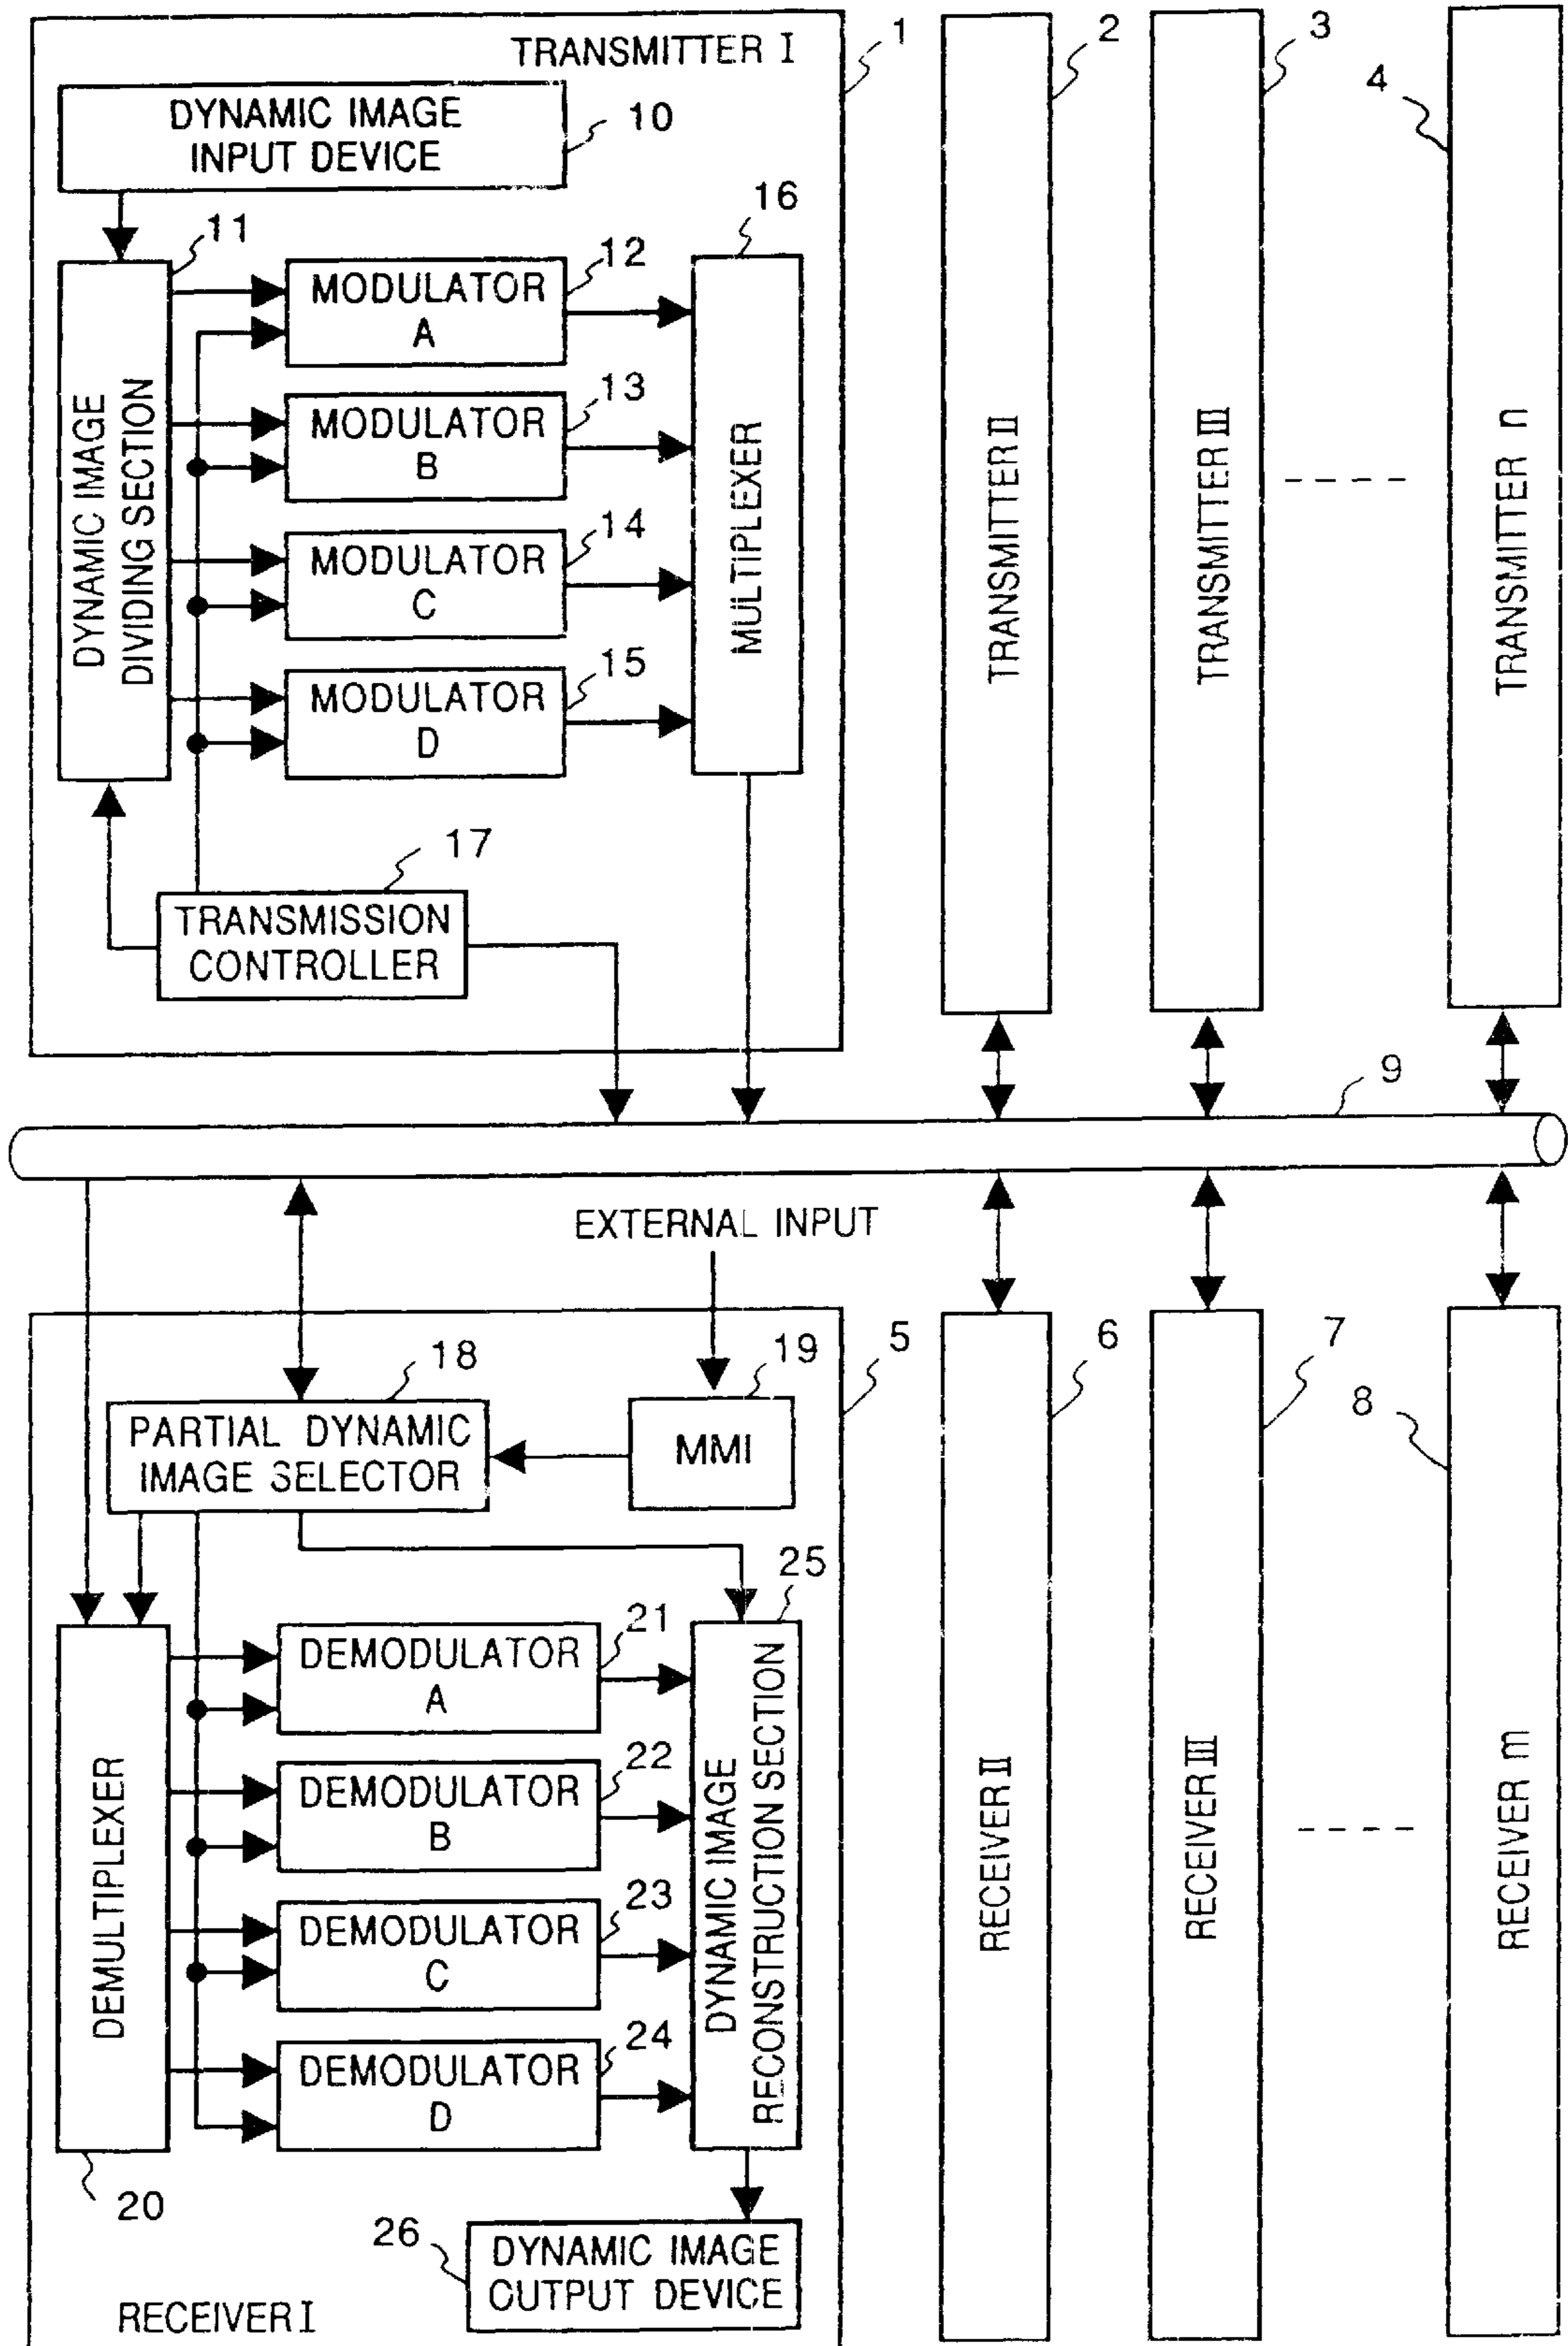 TRANSMITTER I
1
2
3
4
DYNAMIC IMAGE
INPUT DEVICE
10
11
12
16
MODULATOR
A
13
MODULATOR
B
14
MODULATOR
C
15
MODULATOR
D
DYNAMIC IMAGE
DIVIDING SECTION
MULTIPLEXER
17
TRANSMISSION
CONTROLLER
TRANSMITTER II
TRANSMITTER III
TRANSMITTER n
9
EXTERNAL INPUT
5
6
7
8
18
19
PARTIAL DYNAMIC
IMAGE SELECTOR
MMI
25
21
DEMODULATOR
A
22
DEMODULATOR
B
23
DEMODULATOR
C
24
DEMODULATOR
D
DEMULTIPLEXER
20
DYNAMIC IMAGE
RECONSTRUCTION SECTION
26
DYNAMIC IMAGE
OUTPUT DEVICE
RECEIVER I
RECEIVER II
RECEIVER III
RECEIVER m